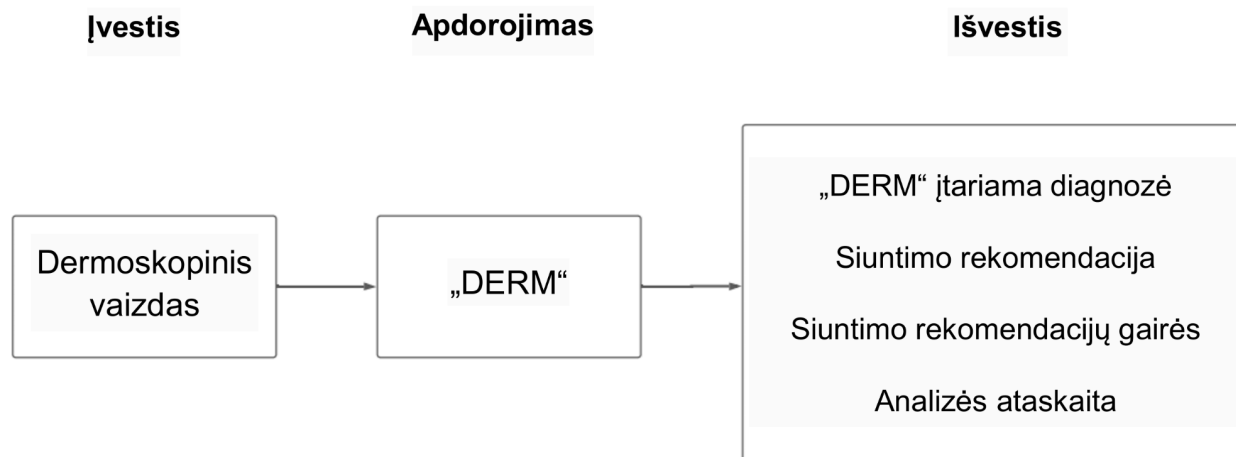 Įvestis
Apdorojimas
Išvestis
Dermoskopinis
vaizdas
„DERM“
„DERM“ įtariama diagnozė
Siuntimo rekomendacija
Siuntimo rekomendacijų gairės
Analizės ataskaita